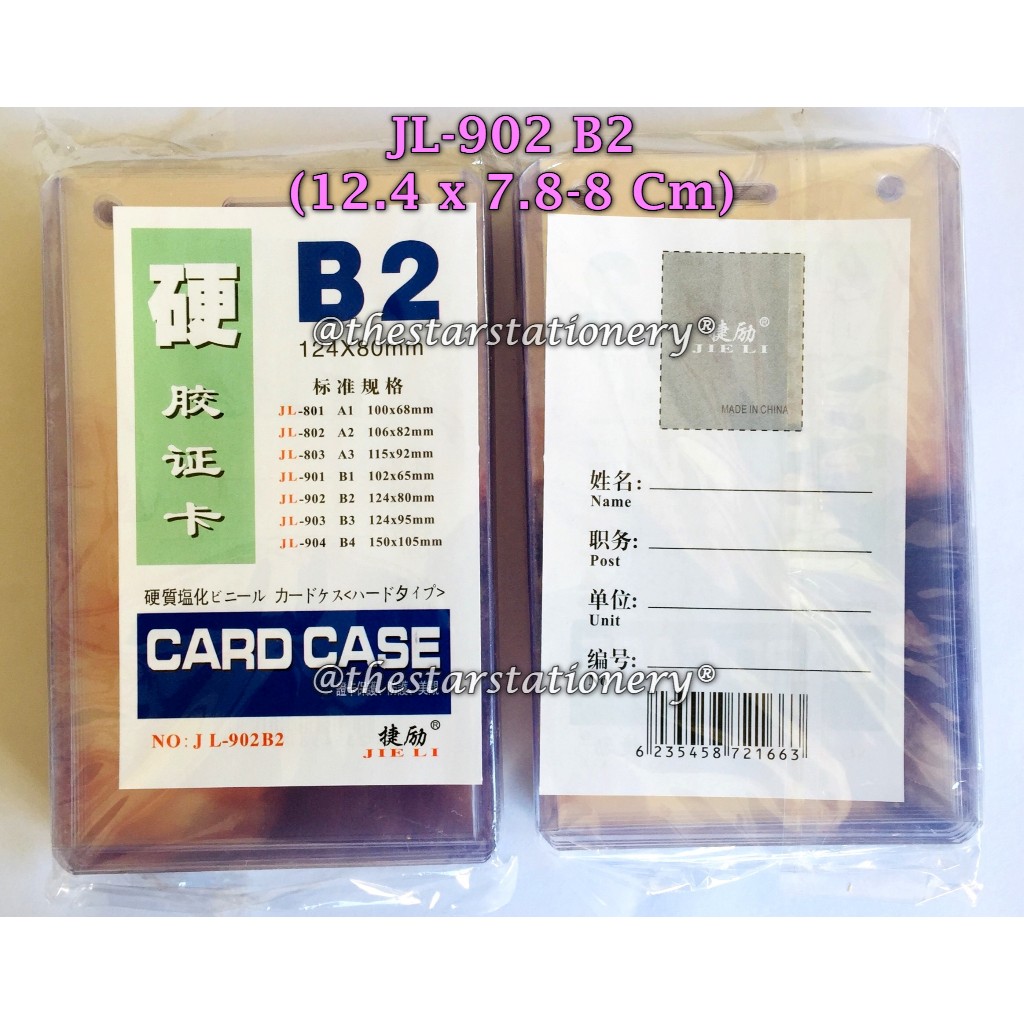 JL-902 B2
(12.4 x 7.8-8 Cm)
硬
胶
证
卡
B2
@thestarstationery®
124X80mm
标准规格
JL-801 A1 100x68mm
JL-802 A2 106x82mm
JL-803 A3 115x92mm
JL-901 B1 102x65mm
JL-902 B2 124x80mm
JL-903 B3 124x95mm
JL-904 B4 150x105mm
硬質塩化ビニール カードケス<ハードタイプ>
CARD CASE
@thestarstationery®
NO: JL-902B2
捷励®
JIE LI
捷励®
JIE LI
MADE IN CHINA
姓名:
Name
职务:
Post
单位:
Unit
编号:
6 235458 721663